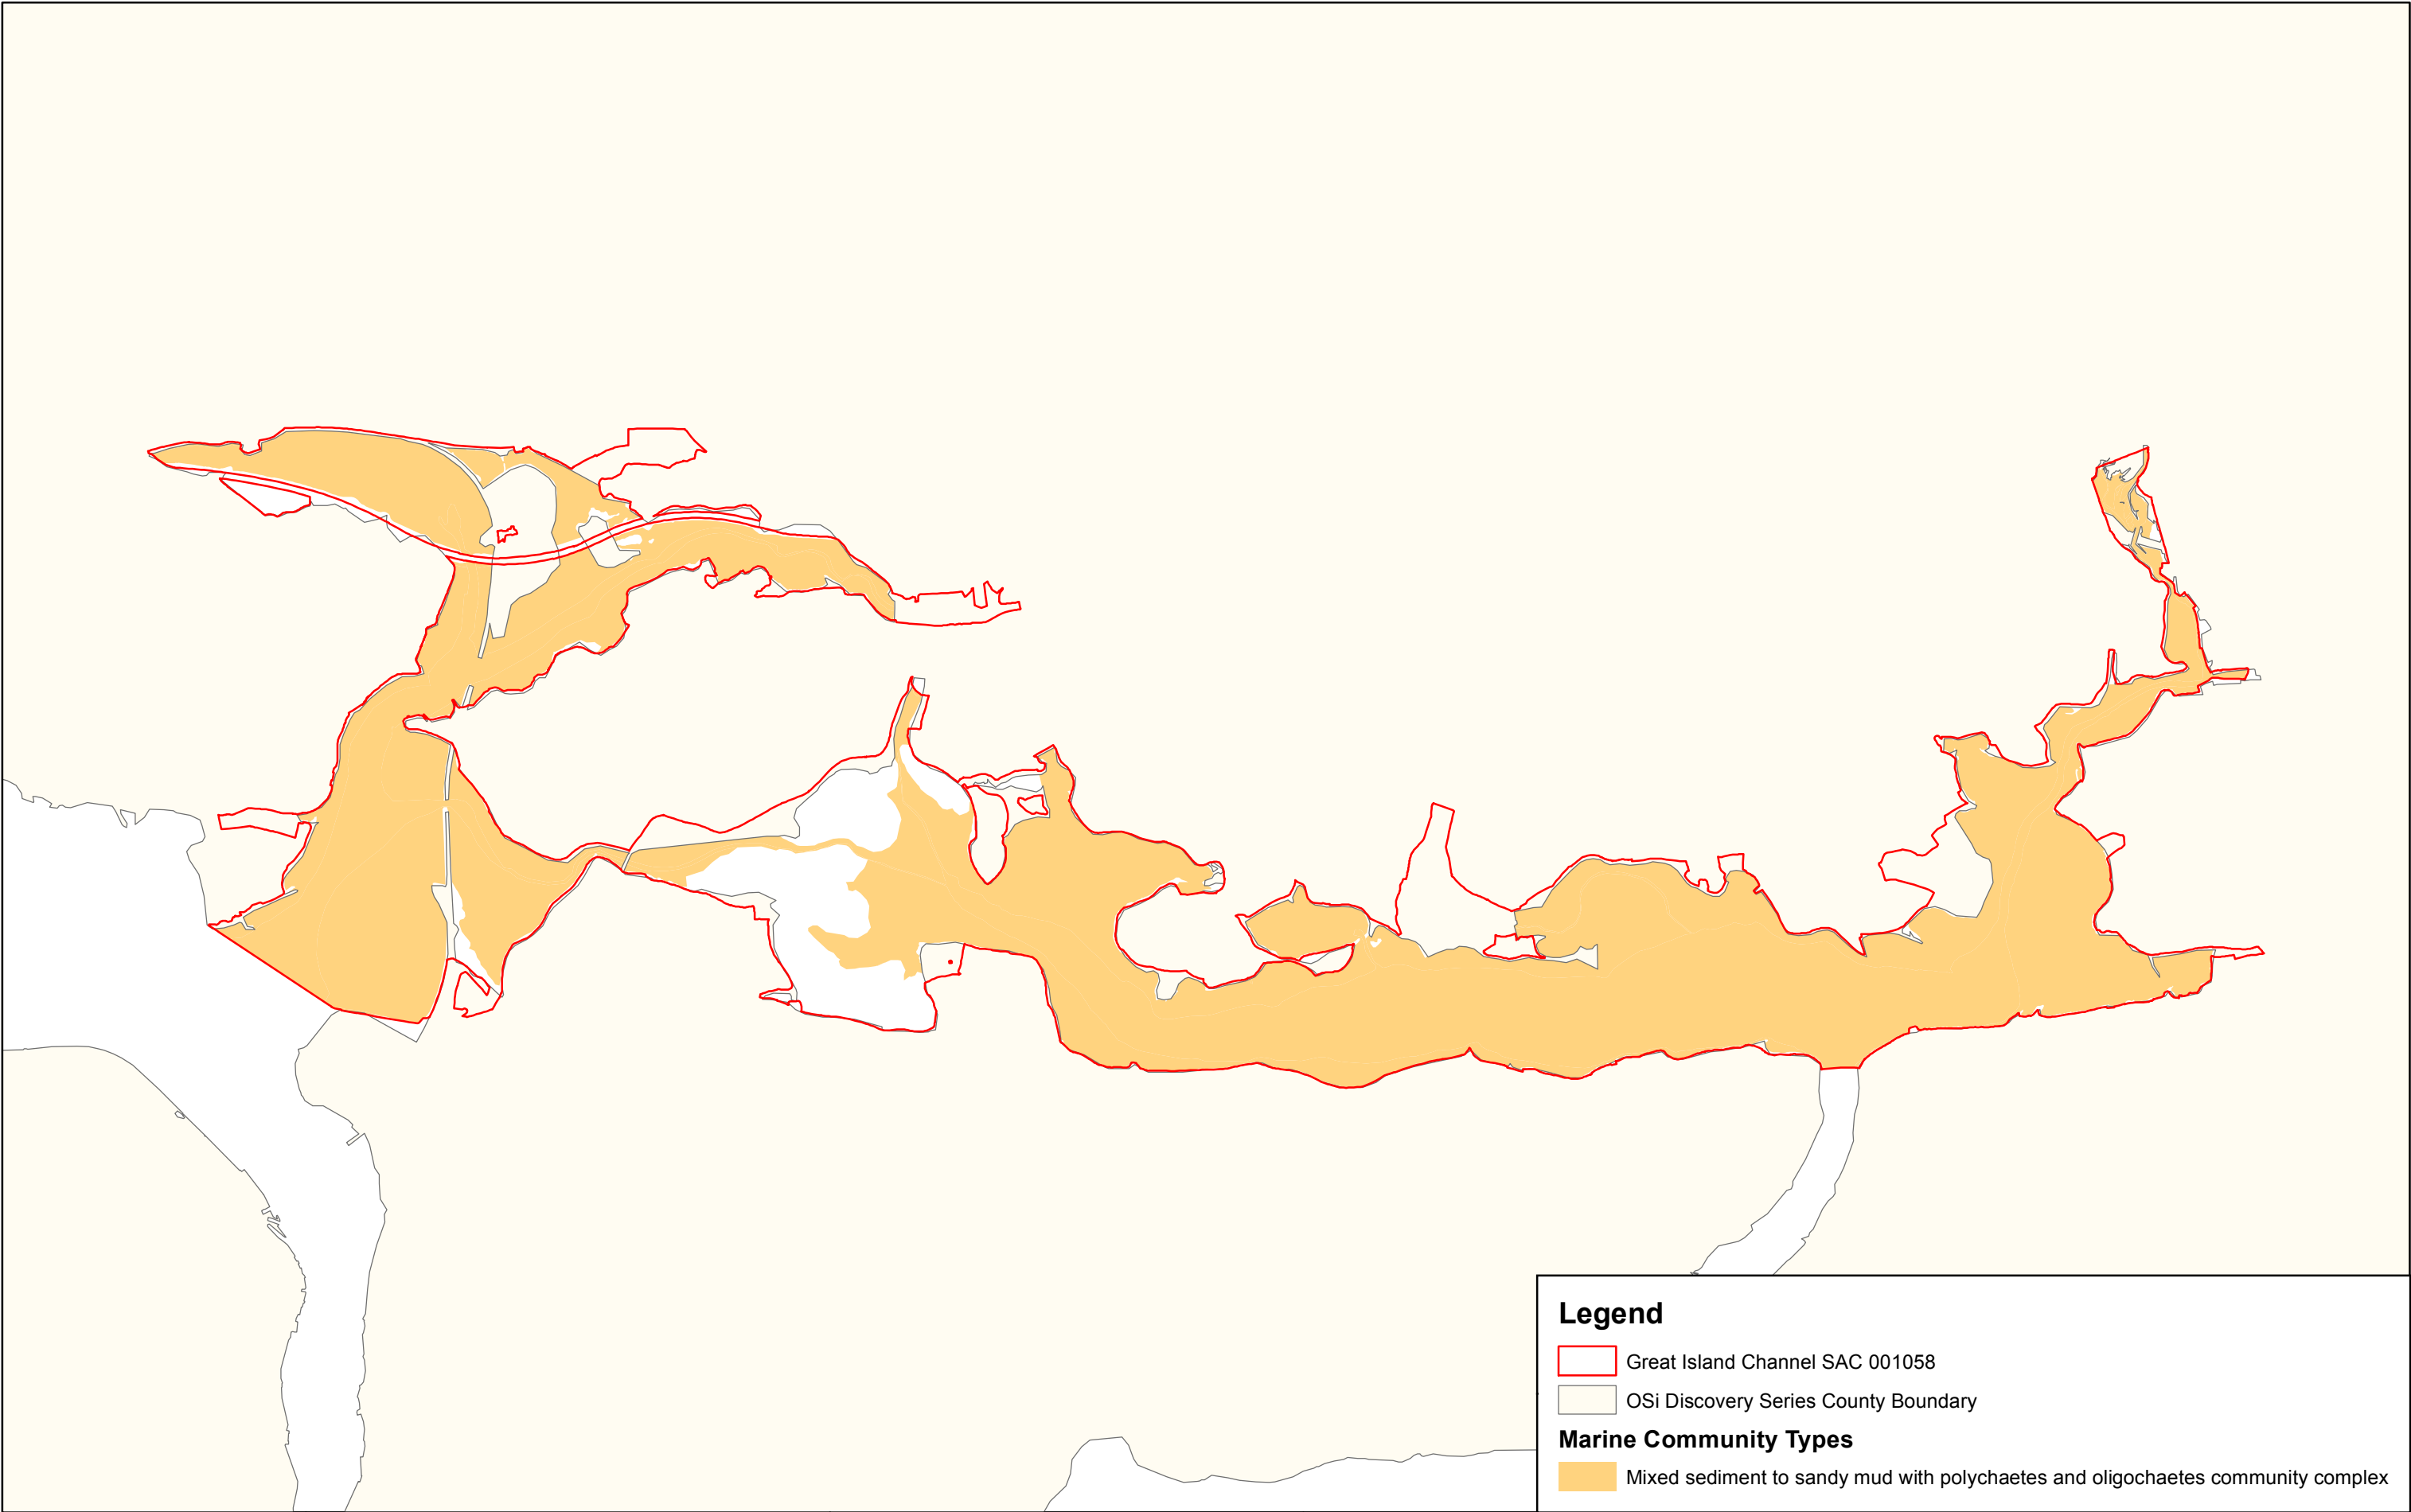 Legend
Great Island Channel SAC 001058
OSi Discovery Series County Boundary
Marine Community Types
Mixed sediment to sandy mud with polychaetes and oligochaetes community complex